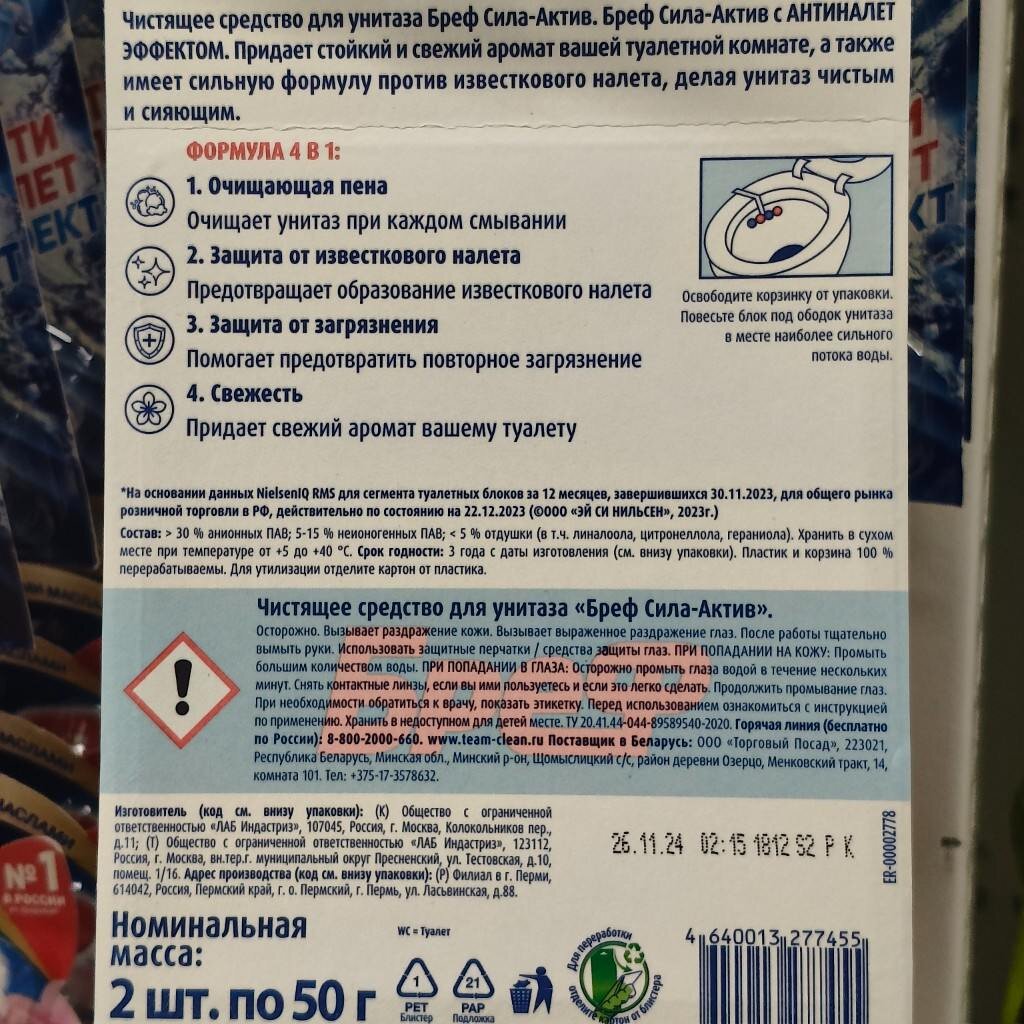 Чистящее средство для унитаза Бреф Сила-Актив. Бреф Сила-Актив с АНТИНАЛЕТ
ЭФФЕКТОМ. Придает стойкий и свежий аромат вашей туалетной комнате, а также
имеет сильную формулу против известкового налета, делая унитаз чистым
и сияющим.
ФОРМУЛА 4 В 1:
1. Очищающая пена
Очищает унитаз при каждом смывании
2. Защита от известкового налета
Предотвращает образование известкового налета
3. Защита от загрязнения
Помогает предотвратить повторное загрязнение
4. Свежесть
Придает свежий аромат вашему туалету
Освободите корзинку от упаковки.
Повесьте блок под ободок унитаза
в месте наиболее сильного
потока воды.
*На основании данных NielsenIQ RMS для сегмента туалетных блоков за 12 месяцев, завершившихся 30.11.2023, для общего рынка
розничной торговли в РФ, действительно по состоянию на 22.12.2023 (©ООО «ЭЙ СИ НИЛЬСЕН», 2023г.)
Состав: > 30 % анионных ПАВ; 5-15 % неионогенных ПАВ; < 5 % отдушки (в т.ч. линалоола, цитронеллола, гераниола). Хранить в сухом
месте при температуре от +5 до +40 °С. Срок годности: 3 года с даты изготовления (см. внизу упаковки). Пластик и корзина 100 %
перерабатываемы. Для утилизации отделите картон от пластика.
Чистящее средство для унитаза «Бреф Сила-Актив».
Осторожно. Вызывает раздражение кожи. Вызывает выраженное раздражение глаз. После работы тщательно
вымыть руки. Использовать защитные перчатки / средства защиты глаз. ПРИ ПОПАДАНИИ НА КОЖУ: Промыть
большим количеством воды. ПРИ ПОПАДАНИИ В ГЛАЗА: Осторожно промыть глаза водой в течение нескольких
минут. Снять контактные линзы, если вы ими пользуетесь и если это легко сделать. Продолжить промывание глаз.
При необходимости обратиться к врачу, показать этикетку. Перед использованием ознакомиться с инструкцией
по применению. Хранить в недоступном для детей месте. ТУ 20.41.44-044-89589540-2020. Горячая линия (бесплатно
по России): 8-800-2000-660. www.team-clean.ru Поставщик в Беларусь: ООО «Торговый Посад», 223021,
Республика Беларусь, Минская обл., Минский р-он, Щомыслицкий с/с, район деревни Озерцо, Менковский тракт, 14,
комната 101. Тел: +375-17-3578632.
Бреф
Изготовитель (код см. внизу упаковки): (К) Общество с ограниченной
ответственностью «ЛАБ Индастриз», 107045, Россия, г. Москва, Колокольников пер.,
д.11; (Т) Общество с ограниченной ответственностью «ЛАБ Индастриз», 123112,
Россия, г. Москва, вн.тер.г. муниципальный округ Пресненский, ул. Тестовская, д.10,
помещ. 1/16. Адрес производства (код см. внизу упаковки): (Р) Филиал в г. Перми,
614042, Россия, Пермский край, г. о. Пермский, г. Пермь, ул. Ласьвинская, д.88.
26.11.24 02:15 1812 S2 P K
ER-00002778
Номинальная
масса:
2 шт. по 50 г
WC = Туалет
1
PET
Блистер
21
PAP
Подложка
Для переработки
отделите картон от блистера
4 640013 277455
№1
В РОССИИ
МАСЛАМИ